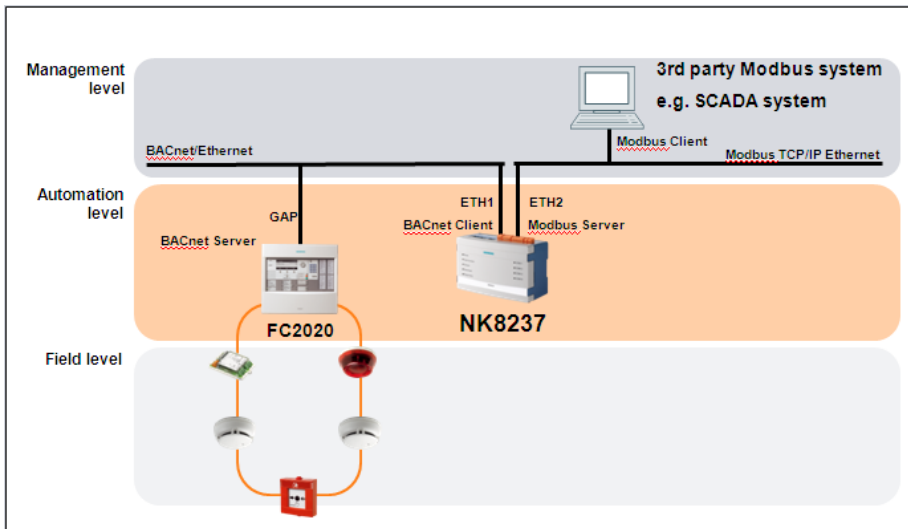 Management
level
3rd party Modbus system
e.g. SCADA system
Modbus Client
BACnet/Ethernet
Modbus TCP/IP Ethernet
Automation
level
GAP
BACnet Server
ETH1
BACnet Client
ETH2
Modbus Server
FC2020
NK8237
Field level